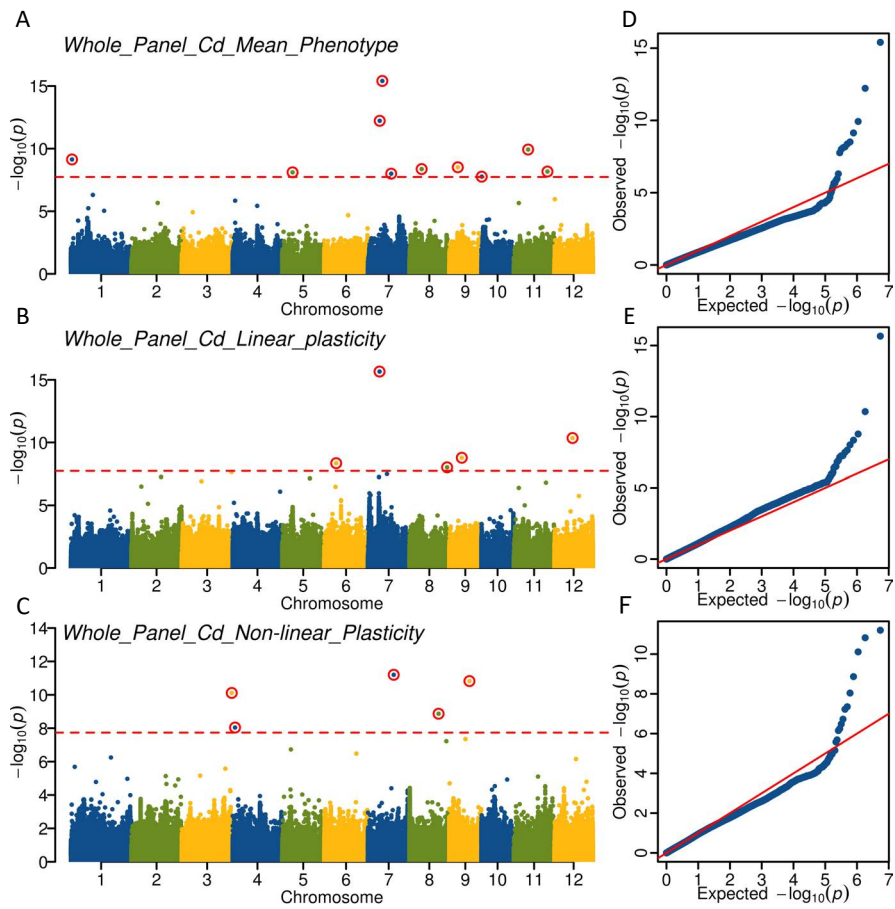 A
Whole_Panel_Cd_Mean_Phenotype
−log10(p)
15
10
5
0
1 2 3 4 5 6 7 8 9 10 11 12
Chromosome
D
Observed −log10(p)
15
10
5
0
0 1 2 3 4 5 6 7
Expected −log10(p)
B
Whole_Panel_Cd_Linear_plasticity
−log10(p)
15
10
5
0
1 2 3 4 5 6 7 8 9 10 11 12
Chromosome
E
Observed −log10(p)
15
10
5
0
0 1 2 3 4 5 6 7
Expected −log10(p)
C
Whole_Panel_Cd_Non-linear_Plasticity
−log10(p)
14
12
10
8
6
4
2
0
1 2 3 4 5 6 7 8 9 10 11 12
Chromosome
F
Observed −log10(p)
10
8
6
4
2
0
0 1 2 3 4 5 6 7
Expected −log10(p)